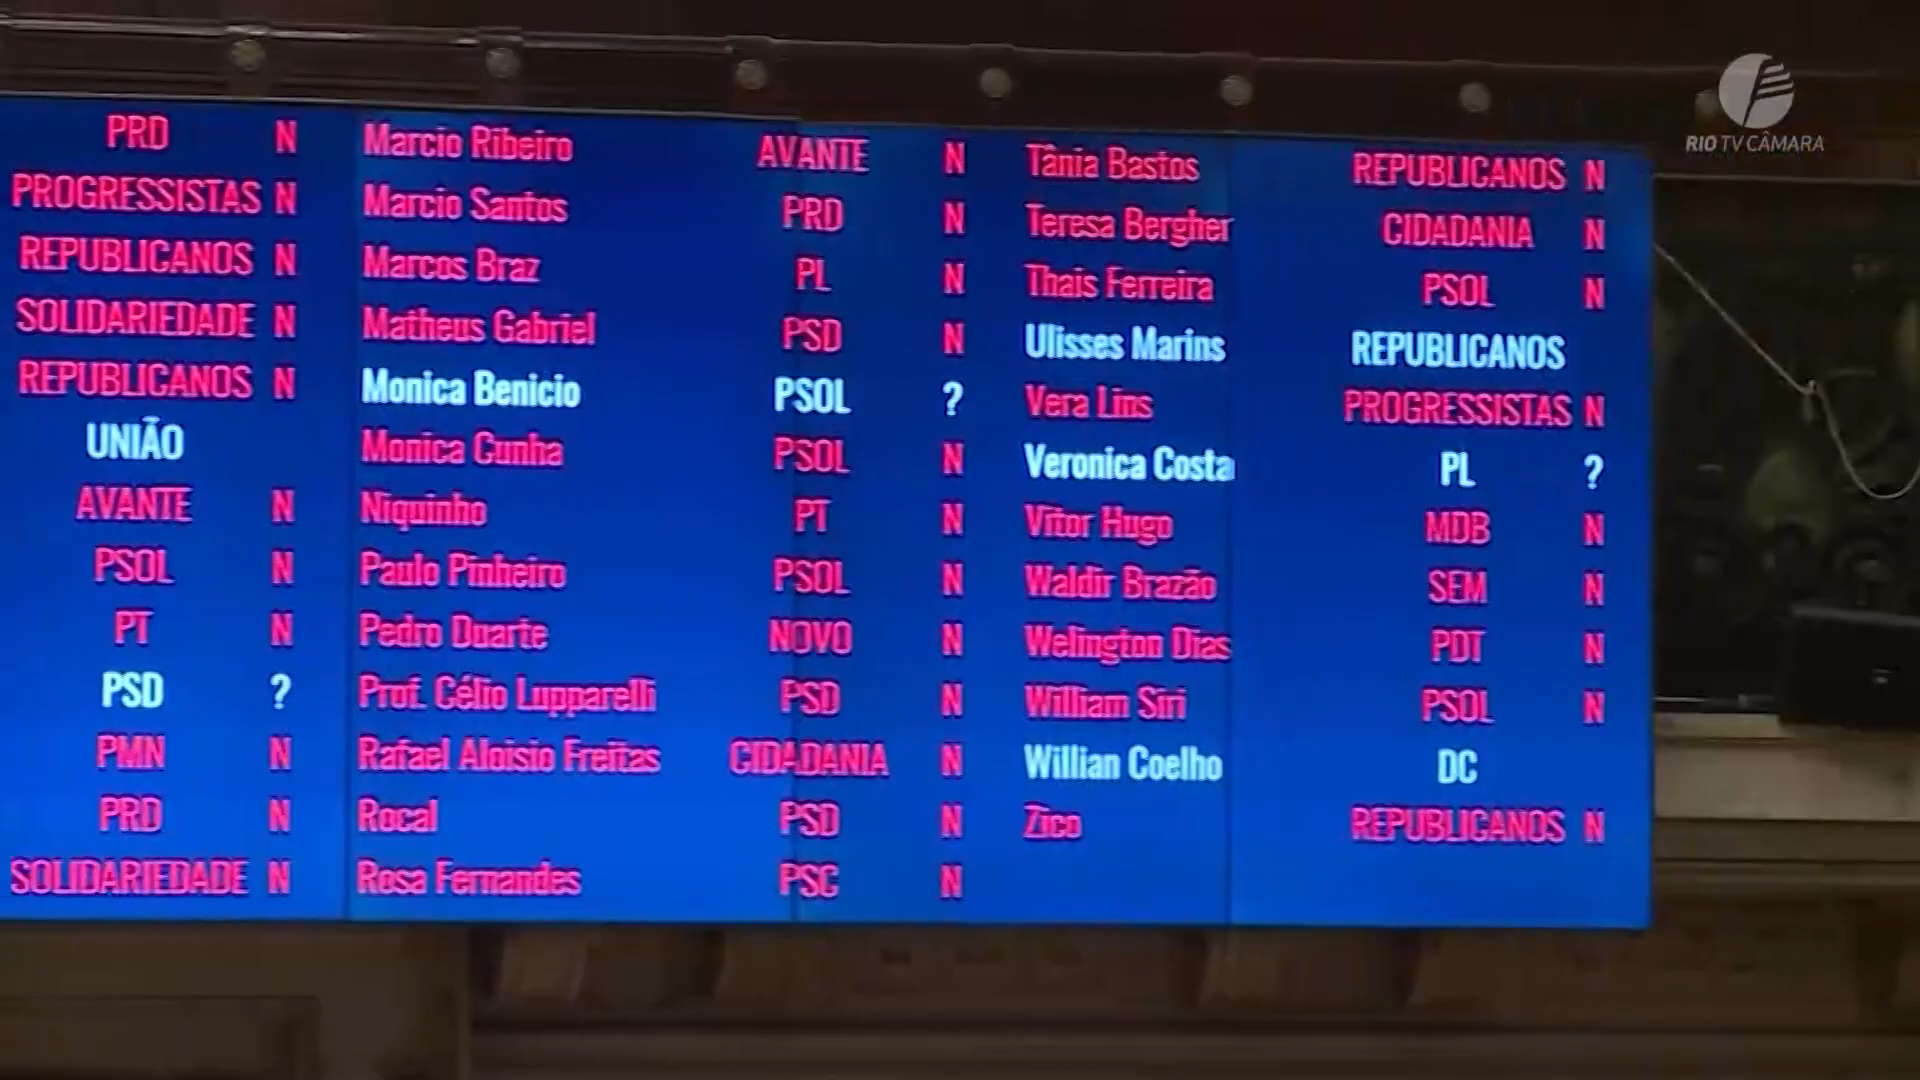 RIO TV CÂMARA
PRD N Marcio Ribeiro AVANTE N Tânia Bastos REPUBLICANOS N
PROGRESSISTAS N Marcio Santos PRD N Teresa Bergher CIDADANIA N
REPUBLICANOS N Marcos Braz PL N Thais Ferreira PSOL N
SOLIDARIEDADE N Matheus Gabriel PSD N Ulisses Marins REPUBLICANOS
REPUBLICANOS N Monica Benicio PSOL ? Vera Lins PROGRESSISTAS N
UNIÃO Monica Cunha PSOL N Veronica Costa PL ?
AVANTE N Niquinho PT N Vitor Hugo MDB N
PSOL N Paulo Pinheiro PSOL N Waldir Brazão SEM N
PT N Pedro Duarte NOVO N Welington Dias PDT N
PSD ? Prof. Célio Lupparelli PSD N William Siri PSOL N
PMN N Rafael Aloisio Freitas CIDADANIA N Willian Coelho DC
PRD N Rocal PSD N Zico REPUBLICANOS N
SOLIDARIEDADE N Rosa Fernandes PSC N